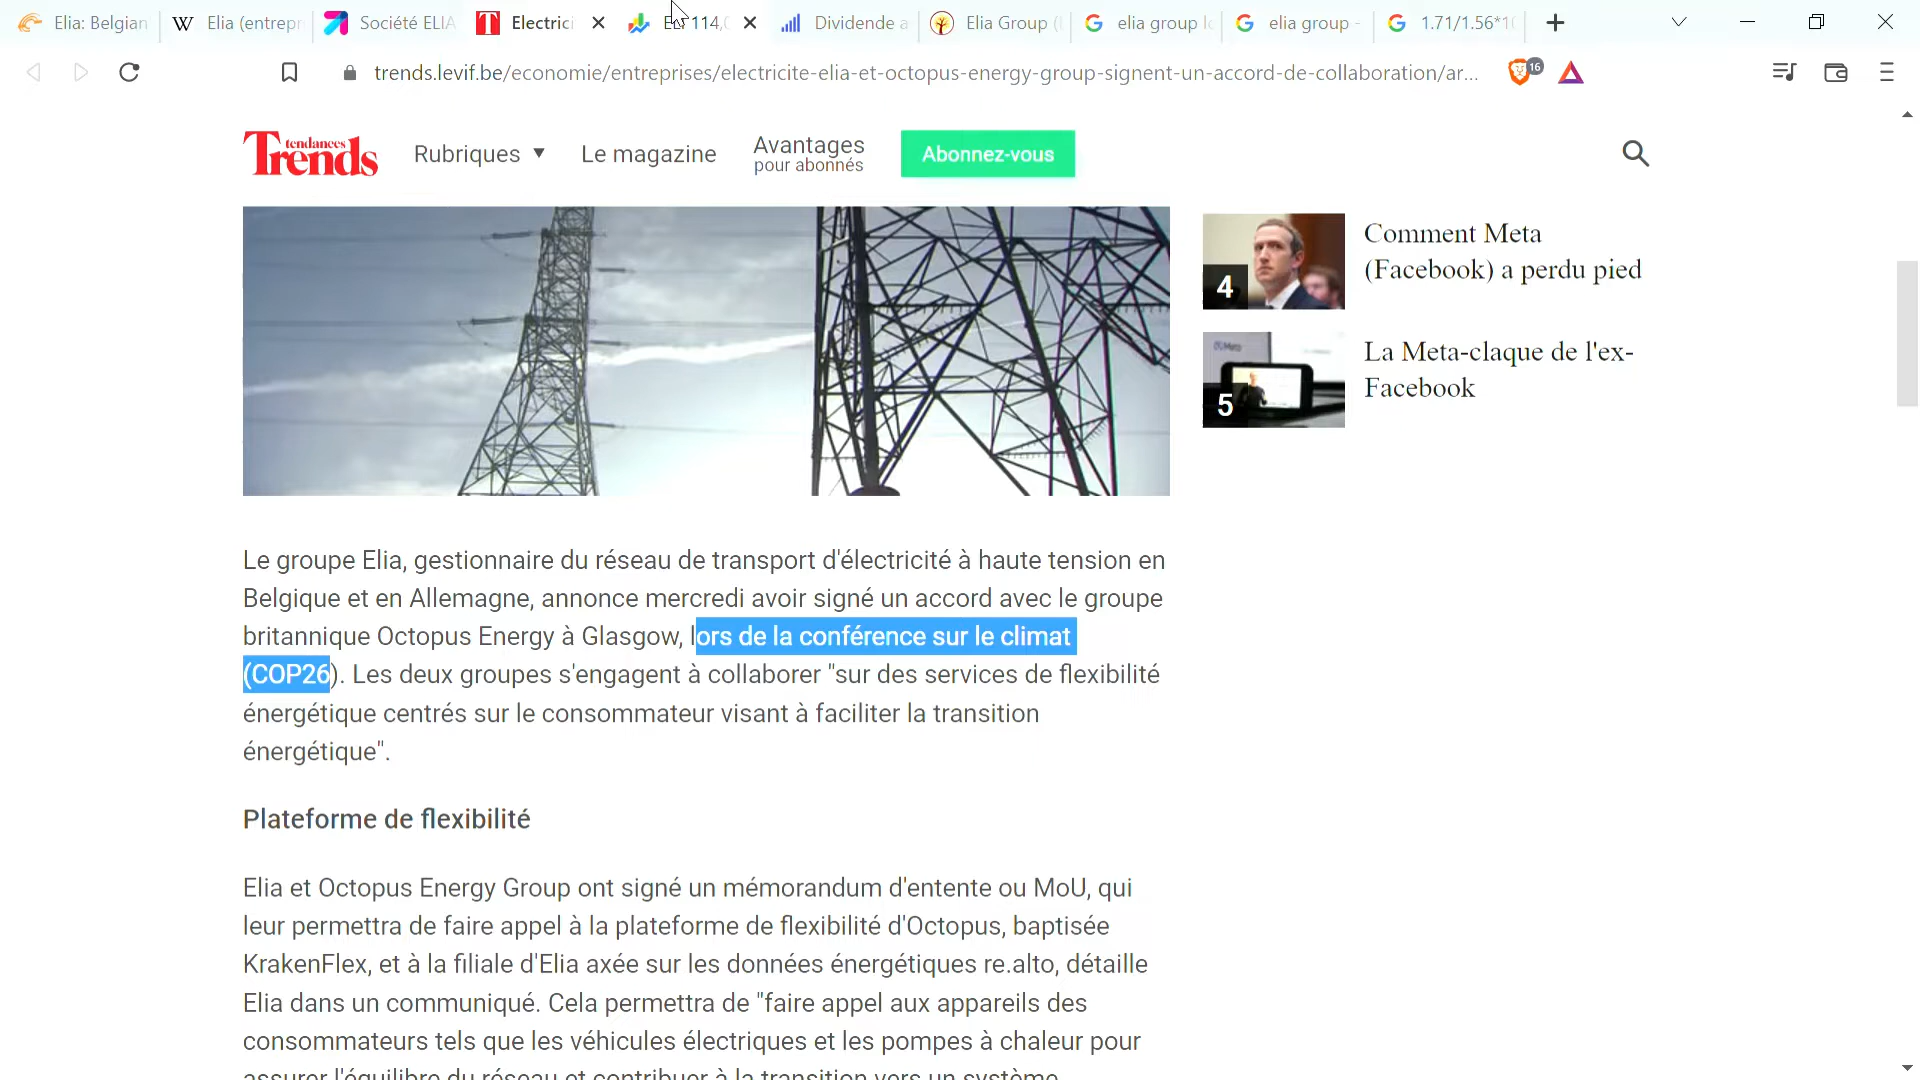 Elia: Belgian
Elia (entrepr
Société ELIA
Electrici
114,
Dividende a
Elia Group (
elia group lo
elia group -
1.71/1.56*10
trends.levif.be/economie/entreprises/electricite-elia-et-octopus-energy-group-signent-un-accord-de-collaboration/ar...
16
tendances
Trends
Rubriques ▼
Le magazine
Avantages
pour abonnés
Abonnez-vous
4
Comment Meta
(Facebook) a perdu pied
5
La Meta-claque de l'ex-
Facebook
Le groupe Elia, gestionnaire du réseau de transport d'électricité à haute tension en
Belgique et en Allemagne, annonce mercredi avoir signé un accord avec le groupe
britannique Octopus Energy à Glasgow, lors de la conférence sur le climat
(COP26). Les deux groupes s'engagent à collaborer "sur des services de flexibilité
énergétique centrés sur le consommateur visant à faciliter la transition
énergétique".
Plateforme de flexibilité
Elia et Octopus Energy Group ont signé un mémorandum d'entente ou MoU, qui
leur permettra de faire appel à la plateforme de flexibilité d'Octopus, baptisée
KrakenFlex, et à la filiale d'Elia axée sur les données énergétiques re.alto, détaille
Elia dans un communiqué. Cela permettra de "faire appel aux appareils des
consommateurs tels que les véhicules électriques et les pompes à chaleur pour
assurer l'équilibre du réseau et contribuer à la transition vers un système